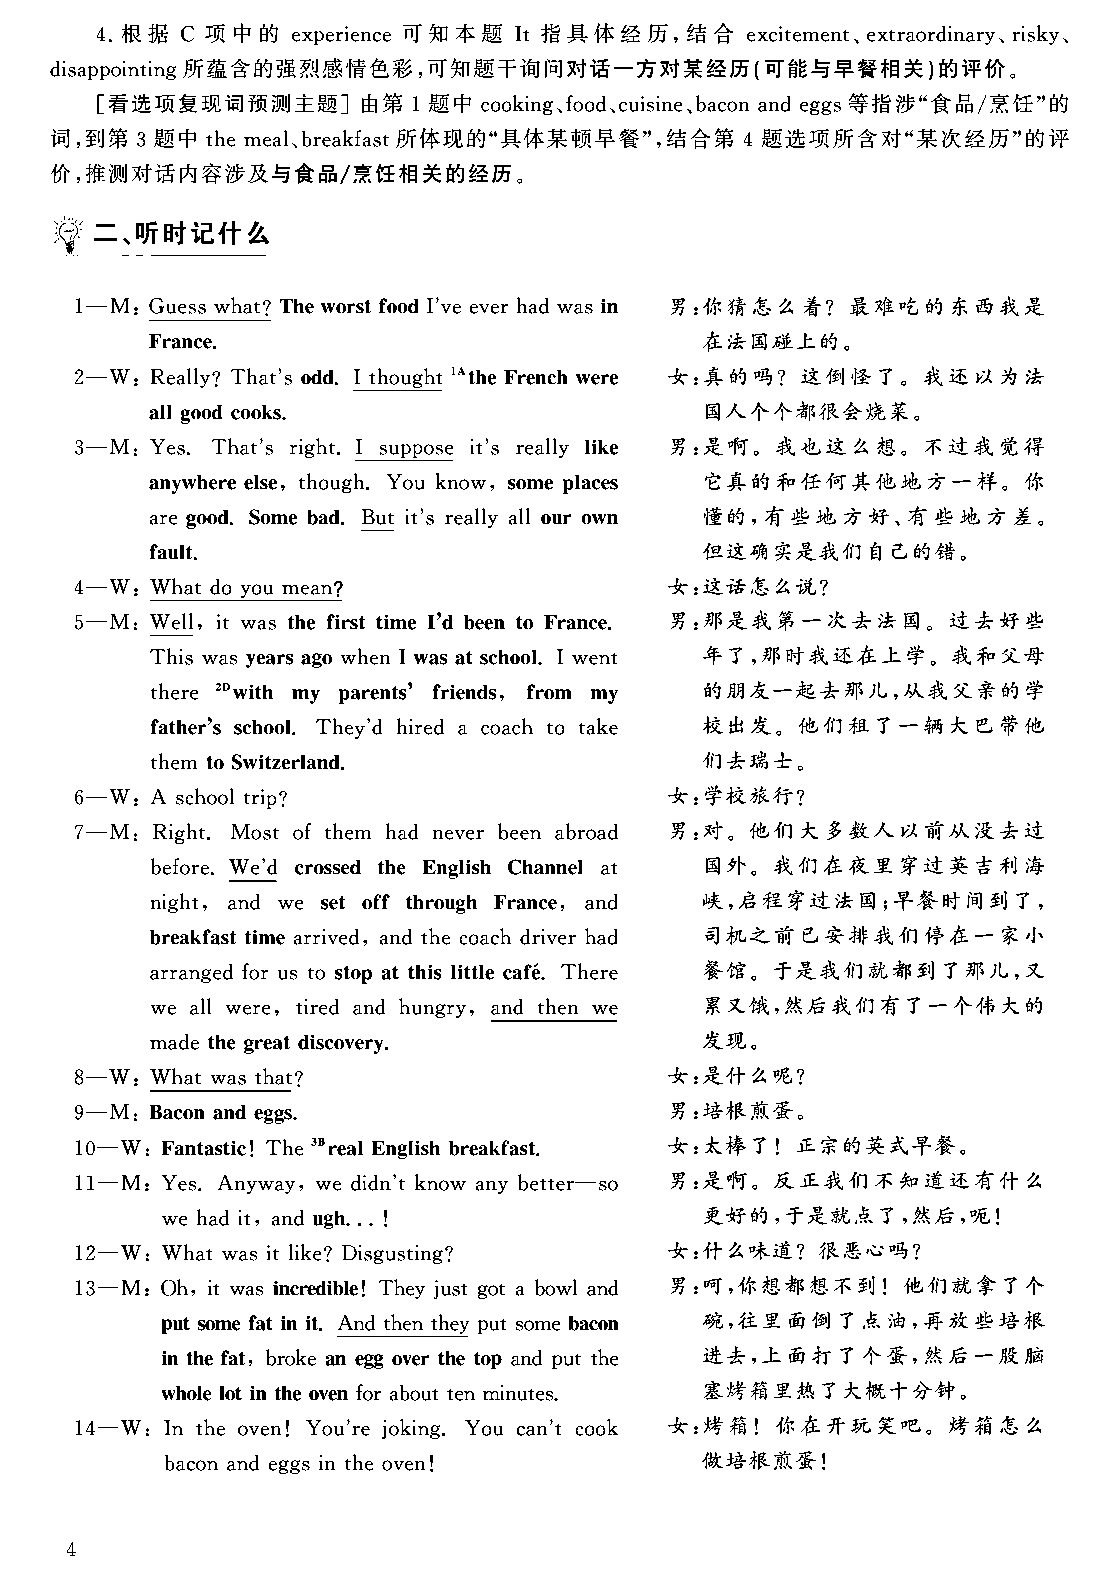 4. 根据 C 项中的 experience 可知本题 It 指具体经历,结合 excitement、extraordinary、risky、
disappointing 所蕴含的强烈感情色彩,可知题干询问对话一方对某经历(可能与早餐相关)的评价。
[看选项复现词预测主题] 由第 1 题中 cooking、food、cuisine、bacon and eggs 等指涉“食品/烹饪”的
词,到第 3 题中 the meal、breakfast 所体现的“具体某顿早餐”,结合第 4 题选项所含对“某次经历”的评
价,推测对话内容涉及与食品/烹饪相关的经历。
二、听时记什么
1—M: Guess what? The worst food I've ever had was in
France.
2—W: Really? That's odd. I thought 1Athe French were
all good cooks.
3—M: Yes. That's right. I suppose it's really like
anywhere else, though. You know, some places
are good. Some bad. But it's really all our own
fault.
4—W: What do you mean?
5—M: Well, it was the first time I'd been to France.
This was years ago when I was at school. I went
there 2Dwith my parents' friends, from my
father's school. They'd hired a coach to take
them to Switzerland.
6—W: A school trip?
7—M: Right. Most of them had never been abroad
before. We'd crossed the English Channel at
night, and we set off through France, and
breakfast time arrived, and the coach driver had
arranged for us to stop at this little café. There
we all were, tired and hungry, and then we
made the great discovery.
8—W: What was that?
9—M: Bacon and eggs.
10—W: Fantastic! The 3Breal English breakfast.
11—M: Yes. Anyway, we didn't know any better—so
we had it, and ugh...!
12—W: What was it like? Disgusting?
13—M: Oh, it was incredible! They just got a bowl and
put some fat in it. And then they put some bacon
in the fat, broke an egg over the top and put the
whole lot in the oven for about ten minutes.
14—W: In the oven! You're joking. You can't cook
bacon and eggs in the oven!
男:你猜怎么着? 最难吃的东西我是
在法国碰上的。
女:真的吗? 这倒怪了。我还以为法
国人个个都很会烧菜。
男:是啊。我也这么想。不过我觉得
它真的和任何其他地方一样。你
懂的,有些地方好、有些地方差。
但这确实是我们自己的错。
女:这话怎么说?
男:那是我第一次去法国。过去好些
年了,那时我还在上学。我和父母
的朋友一起去那儿,从我父亲的学
校出发。他们租了一辆大巴带他
们去瑞士。
女:学校旅行?
男:对。他们大多数人以前从没去过
国外。我们在夜里穿过英吉利海
峡,启程穿过法国;早餐时间到了,
司机之前已安排我们停在一家小
餐馆。于是我们就都到了那儿,又
累又饿,然后我们有了一个伟大的
发现。
女:是什么呢?
男:培根煎蛋。
女:太棒了! 正宗的英式早餐。
男:是啊。反正我们不知道还有什么
更好的,于是就点了,然后,呃!
女:什么味道? 很恶心吗?
男:呵,你想都想不到! 他们就拿了个
碗,往里面倒了点油,再放些培根
进去,上面打了个蛋,然后一股脑
塞烤箱里热了大概十分钟。
女:烤箱! 你在开玩笑吧。烤箱怎么
做培根煎蛋!
4